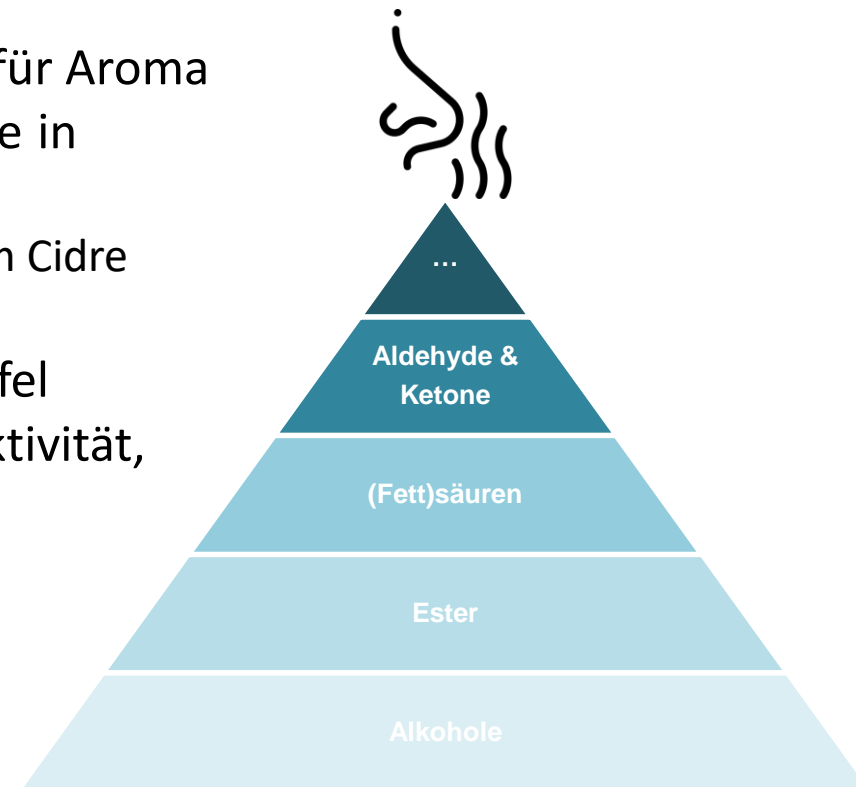 für Aroma
e in
n Cidre
fel
ktivität,
...
Aldehyde &
Ketone
(Fett)säuren
Ester
Alkohole